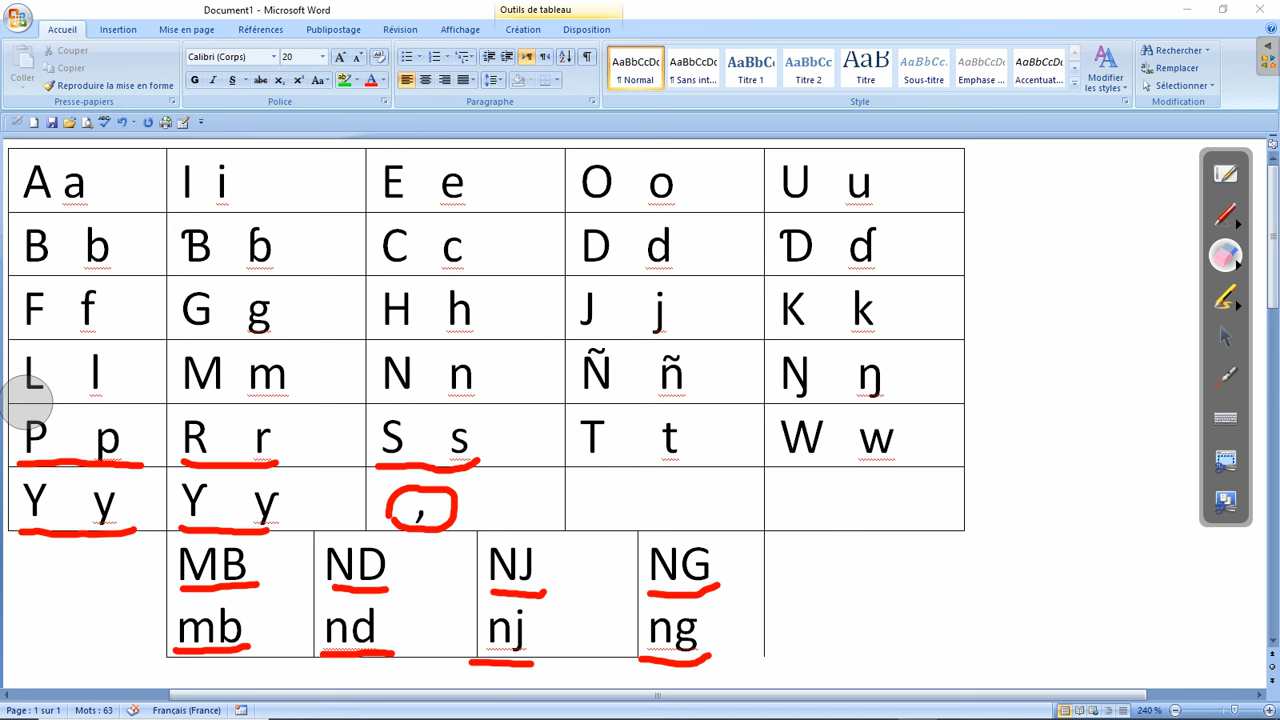 Document1 - Microsoft Word
Outils de tableau
Accueil Insertion Mise en page Références Publipostage Révision Affichage Création Disposition
Couper
Copier
Coller
Reproduire la mise en forme
Presse-papiers
Calibri (Corps) 20
Police
Paragraphe
AaBbCcDc AaBbCcDc AaBbCc AaBbCc AaB AaBbCc. AaBbCcDc AaBbCcDc
¶ Normal ¶ Sans int... Titre 1 Titre 2 Titre Sous-titre Emphase ... Accentuat...
Style
Modifier les styles
Rechercher
Remplacer
Sélectionner
Modification
A a I i E e O o U u
B b Ɓ ɓ C c D d Ɗ ɗ
F f G g H h J j K k
L l M m N n Ñ ñ Ŋ ŋ
P p R r S s T t W w
Y y Y y ,
MB ND NJ NG
mb nd nj ng
Page : 1 sur 1 Mots : 63 Français (France) 240 %